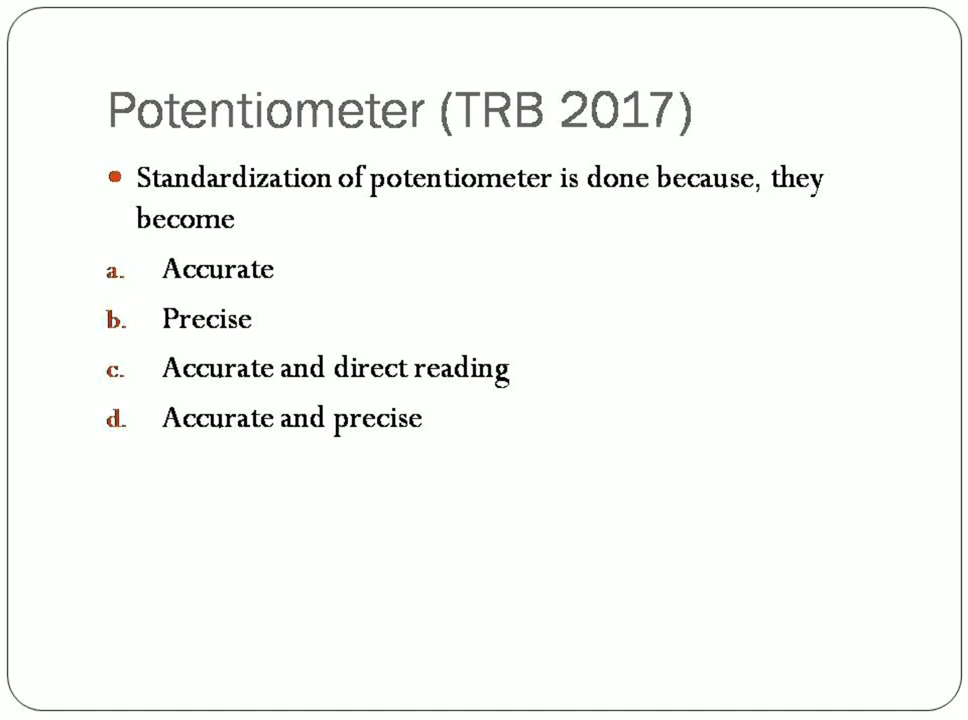 Potentiometer (TRB 2017)
• Standardization of potentiometer is done because, they
become
a. Accurate
b. Precise
c. Accurate and direct reading
d. Accurate and precise